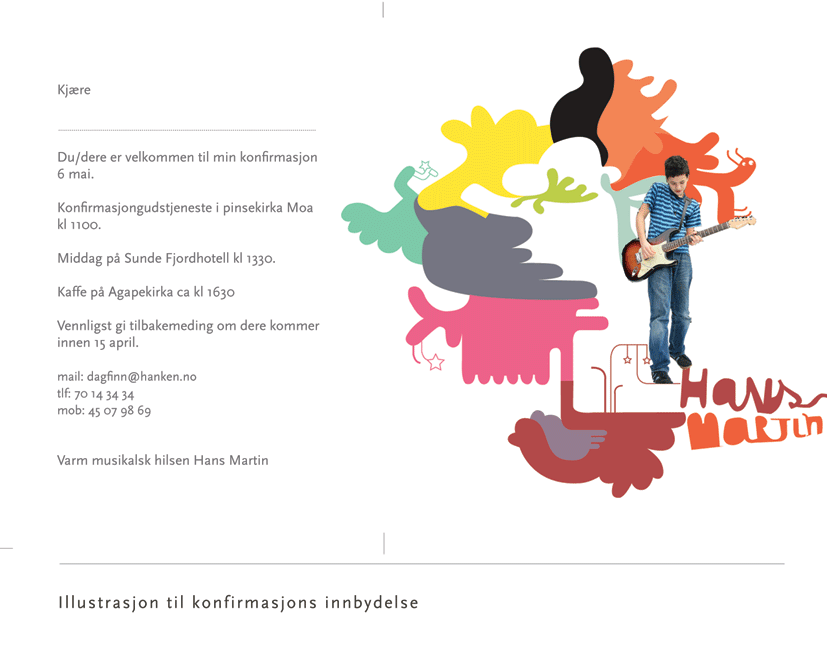 Kjære
Du/dere er velkommen til min konfirmasjon
6 mai.
Konfirmasjongudstjeneste i pinsekirka Moa
kl 1100.
Middag på Sunde Fjordhotell kl 1330.
Kaffe på Agapekirka ca kl 1630
Vennligst gi tilbakemeding om dere kommer
innen 15 april.
mail: dagfinn@hanken.no
tlf: 70 14 34 34
mob: 45 07 98 69
Varm musikalsk hilsen Hans Martin
Hans
Martin
Illustrasjon til konfirmasjons innbydelse